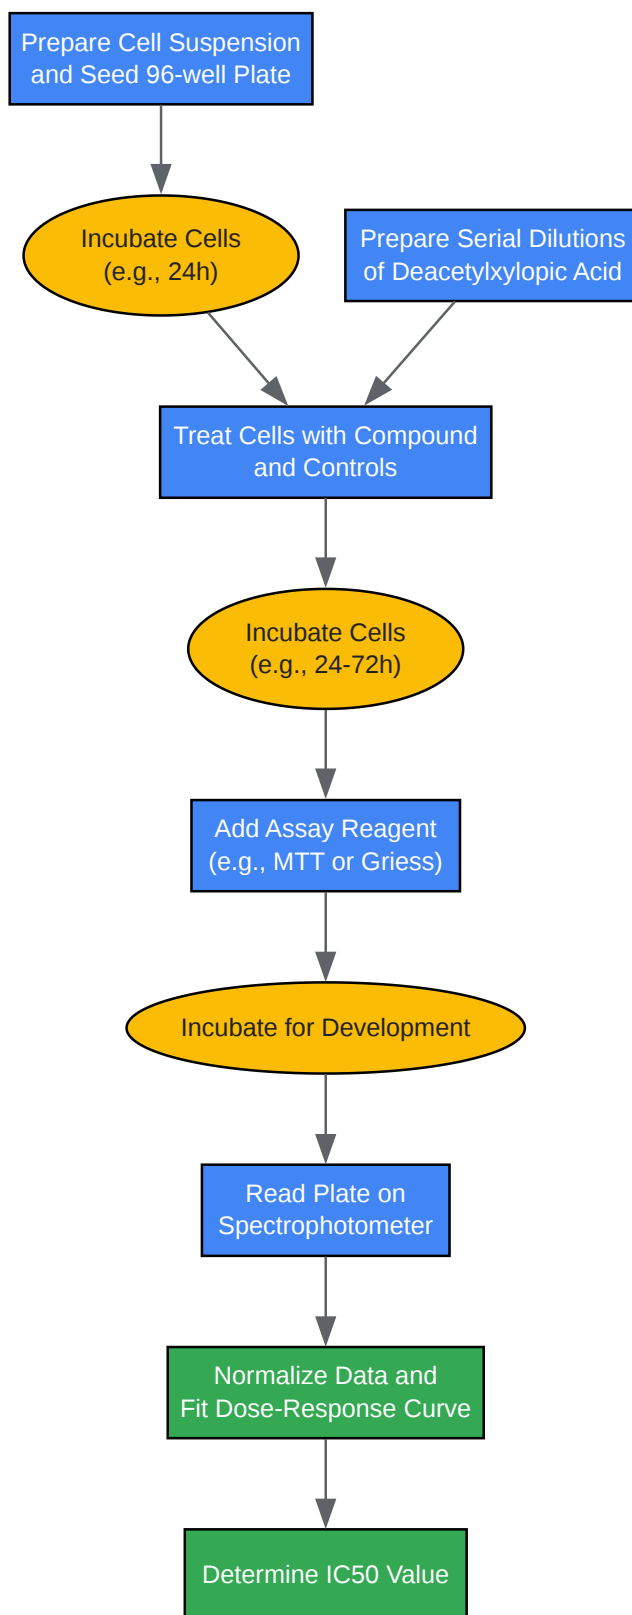 Prepare Cell Suspension
and Seed 96-well Plate
Incubate Cells
(e.g., 24h)
Prepare Serial Dilutions
of Deacetylxylopic Acid
Treat Cells with Compound
and Controls
Incubate Cells
(e.g., 24-72h)
Add Assay Reagent
(e.g., MTT or Griess)
Incubate for Development
Read Plate on
Spectrophotometer
Normalize Data and
Fit Dose-Response Curve
Determine IC50 Value